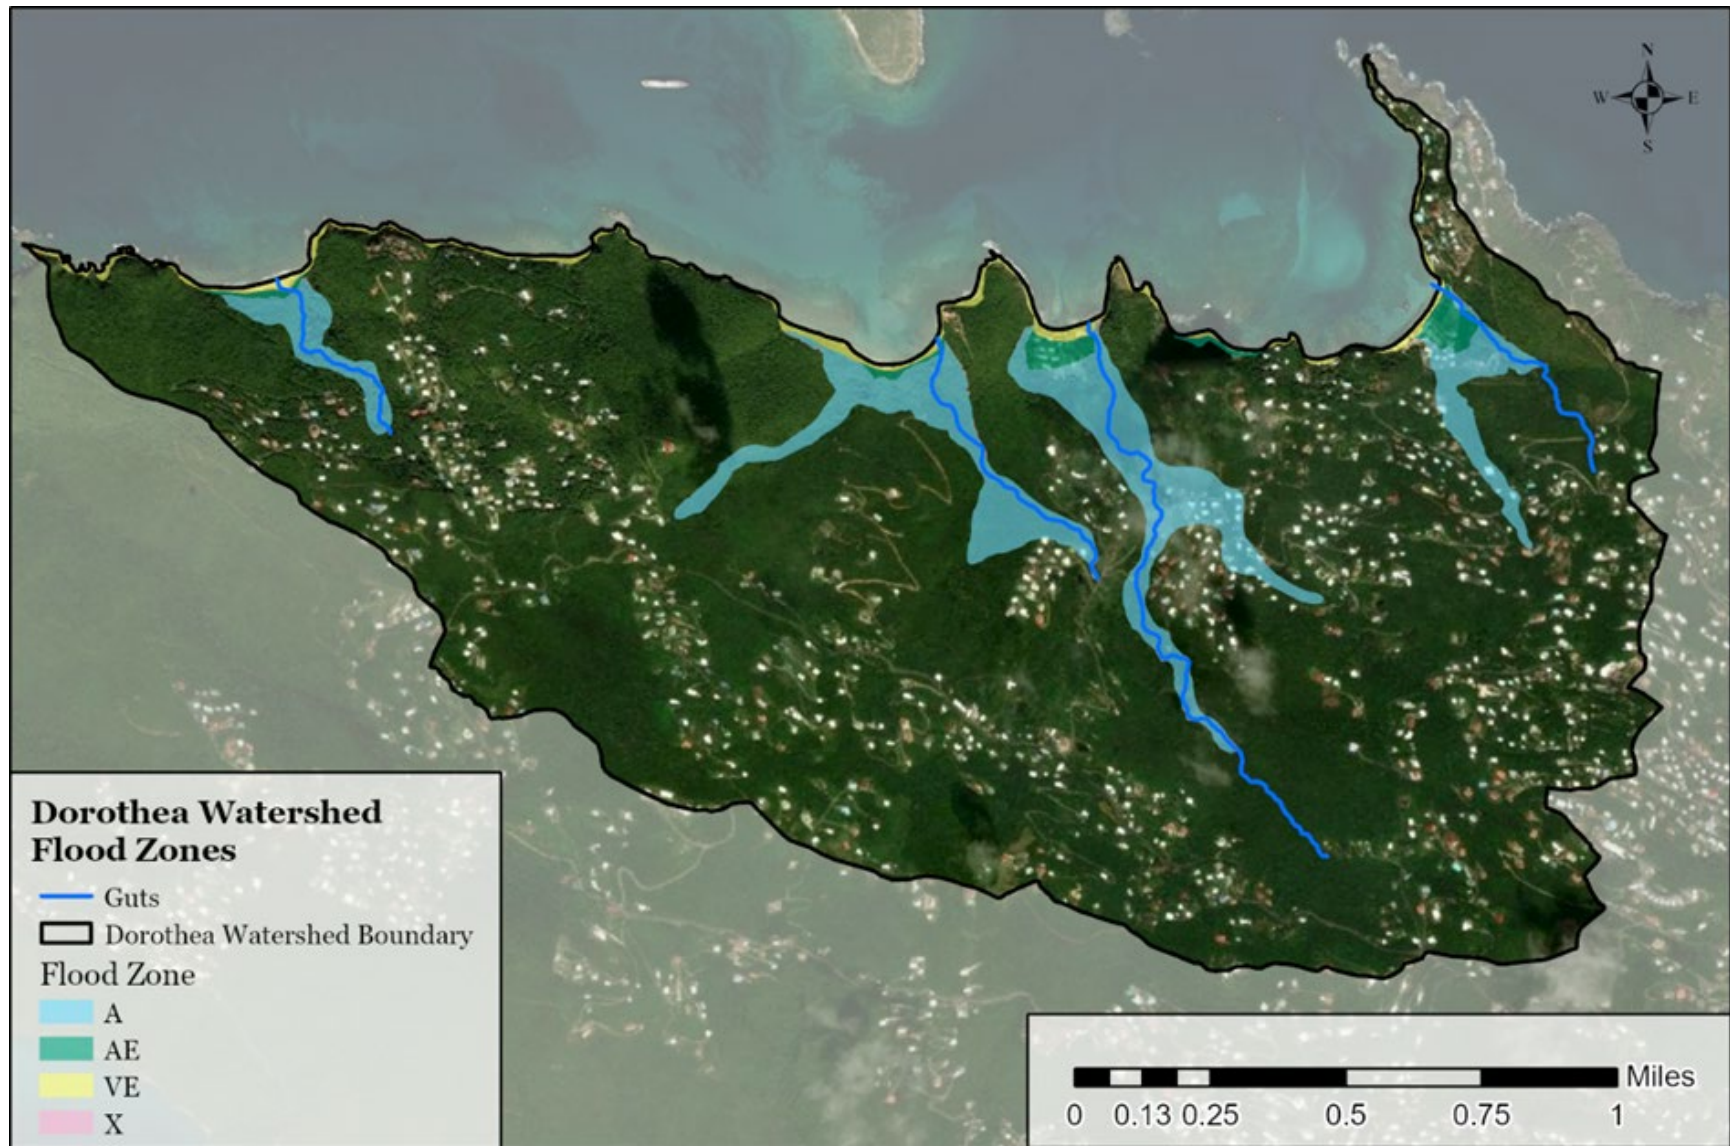 N
W E
S
Dorothea Watershed
Flood Zones
Guts
Dorothea Watershed Boundary
Flood Zone
A
AE
VE
X
Miles
0 0.13 0.25 0.5 0.75 1